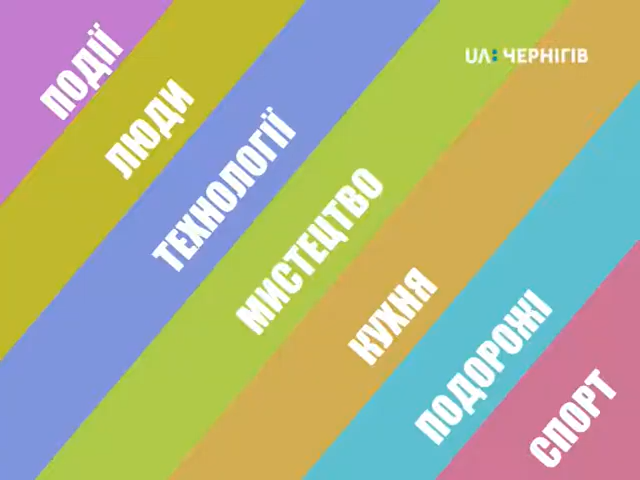 UA: ЧЕРНІГІВ
ПОДІЇ
ЛЮДИ
ТЕХНОЛОГІЇ
МИСТЕЦТВО
КУХНЯ
ПОДОРОЖІ
СПОРТ